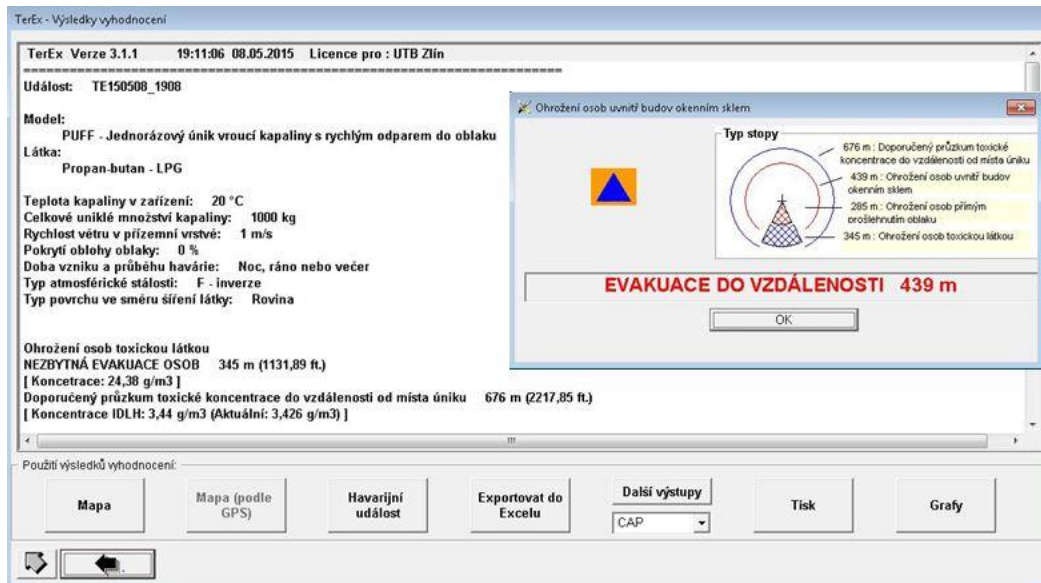 TerEx - Výsledky vyhodnocení
TerEx Verze 3.1.1 19:11:06 08.05.2015 Licence pro : UTB Zlín
======================================================================
Událost: TE150508_1908
Model:
PUFF - Jednorázový únik vroucí kapaliny s rychlým odparem do oblaku
Látka:
Propan-butan - LPG
Teplota kapaliny v zařízení: 20 °C
Celkové uniklé množství kapaliny: 1000 kg
Rychlost větru v přízemní vrstvě: 1 m/s
Pokrytí oblohy oblaky: 0 %
Doba vzniku a průběhu havárie: Noc, ráno nebo večer
Typ atmosférické stálosti: F - inverze
Typ povrchu ve směru šíření látky: Rovina
Ohrožení osob toxickou látkou
NEZBYTNÁ EVAKUACE OSOB 345 m (1131,89 ft.)
[ Koncetrace: 24,38 g/m3 ]
Doporučený průzkum toxické koncentrace do vzdálenosti od místa úniku 676 m (2217,85 ft.)
[ Koncentrace IDLH: 3,44 g/m3 (Aktuální: 3,426 g/m3) ]
Ohrožení osob uvnitř budov okenním sklem
Typ stopy
676 m : Doporučený průzkum toxické
koncentrace do vzdálenosti od místa úniku
439 m : Ohrožení osob uvnitř budov
okenním sklem
285 m : Ohrožení osob přímým
prošlehnutím oblaku
345 m : Ohrožení osob toxickou látkou
EVAKUACE DO VZDÁLENOSTI 439 m
OK
Použití výsledků vyhodnocení:
Mapa
Mapa (podle
GPS)
Havarijní
událost
Exportovat do
Excelu
Další výstupy
CAP
Tisk
Grafy